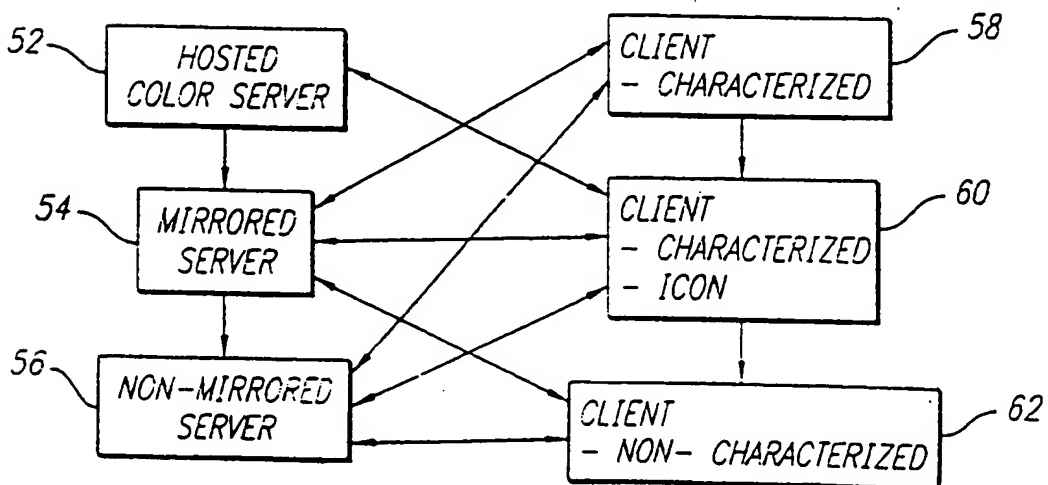 52
HOSTED
COLOR SERVER
54
MIRRORED
SERVER
56
NON-MIRRORED
SERVER
58
CLIENT
- CHARACTERIZED
60
CLIENT
- CHARACTERIZED
- ICON
62
CLIENT
- NON- CHARACTERIZED